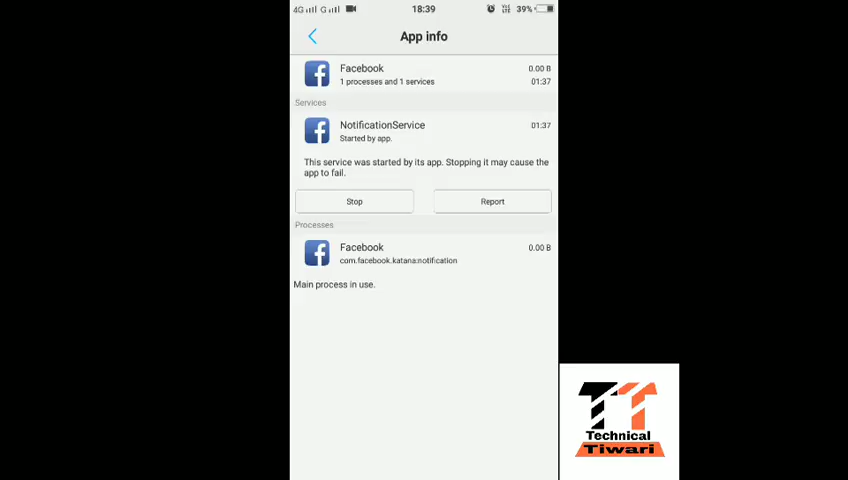 4G G 18:39 39%
App info
Facebook 0.00 B
1 processes and 1 services 01:37
Services
NotificationService 01:37
Started by app.
This service was started by its app. Stopping it may cause the
app to fail.
Stop Report
Processes
Facebook 0.00 B
com.facebook.katana:notification
Main process in use.
TT
Technical
Tiwari